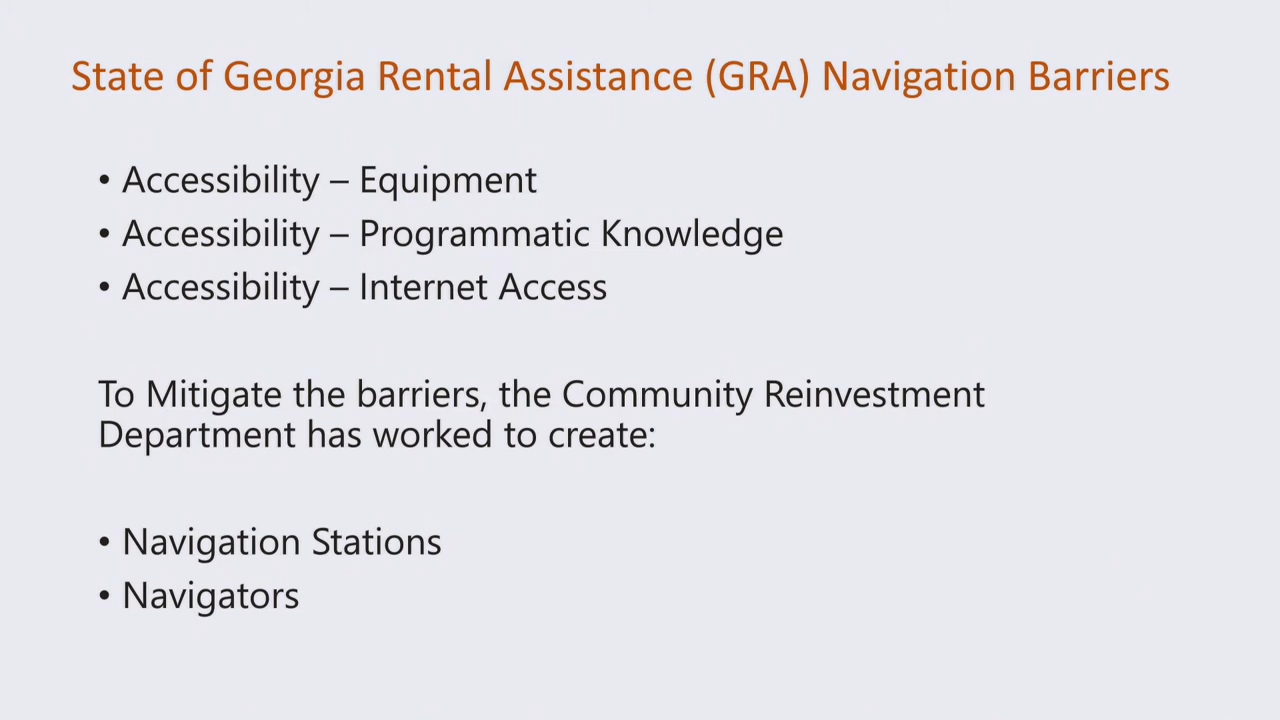 State of Georgia Rental Assistance (GRA) Navigation Barriers
• Accessibility – Equipment
• Accessibility – Programmatic Knowledge
• Accessibility – Internet Access
To Mitigate the barriers, the Community Reinvestment
Department has worked to create:
• Navigation Stations
• Navigators